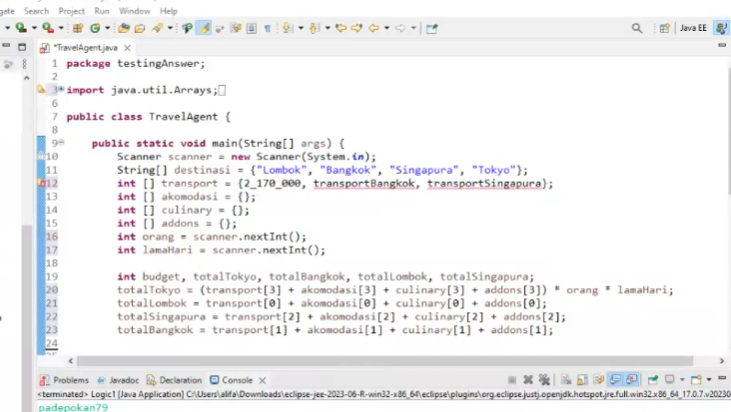 gate Search Project Run Window Help
Java EE
*TravelAgent.java
1 package testingAnswer;
2
3 import java.util.Arrays;
6
7 public class TravelAgent {
8
9 public static void main(String[] args) {
10 Scanner scanner = new Scanner(System.in);
11 String[] destinasi = {"Lombok", "Bangkok", "Singapura", "Tokyo"};
12 int [] transport = {2_170_000, transportBangkok, transportSingapura};
13 int [] akomodasi = {};
14 int [] culinary = {};
15 int [] addons = {};
16 int orang = scanner.nextInt();
17 int lamaHari = scanner.nextInt();
18
19 int budget, totalTokyo, totalBangkok, totalLombok, totalSingapura;
20 totalTokyo = (transport[3] + akomodasi[3] + culinary[3] + addons[3]) * orang * lamaHari;
21 totalLombok = transport[0] + akomodasi[0] + culinary[0] + addons[0];
22 totalSingapura = transport[2] + akomodasi[2] + culinary[2] + addons[2];
23 totalBangkok = transport[1] + akomodasi[1] + culinary[1] + addons[1];
24
Problems Javadoc Declaration Console
<terminated> Logic1 [Java Application] C:\Users\alifa\Downloads\eclipse-jee-2023-06-R-win32-x86_64\eclipse\plugins\org.eclipse.justj.openjdk.hotspot.jre.full.win32.x86_64_17.0.7.v20230
padepokan79